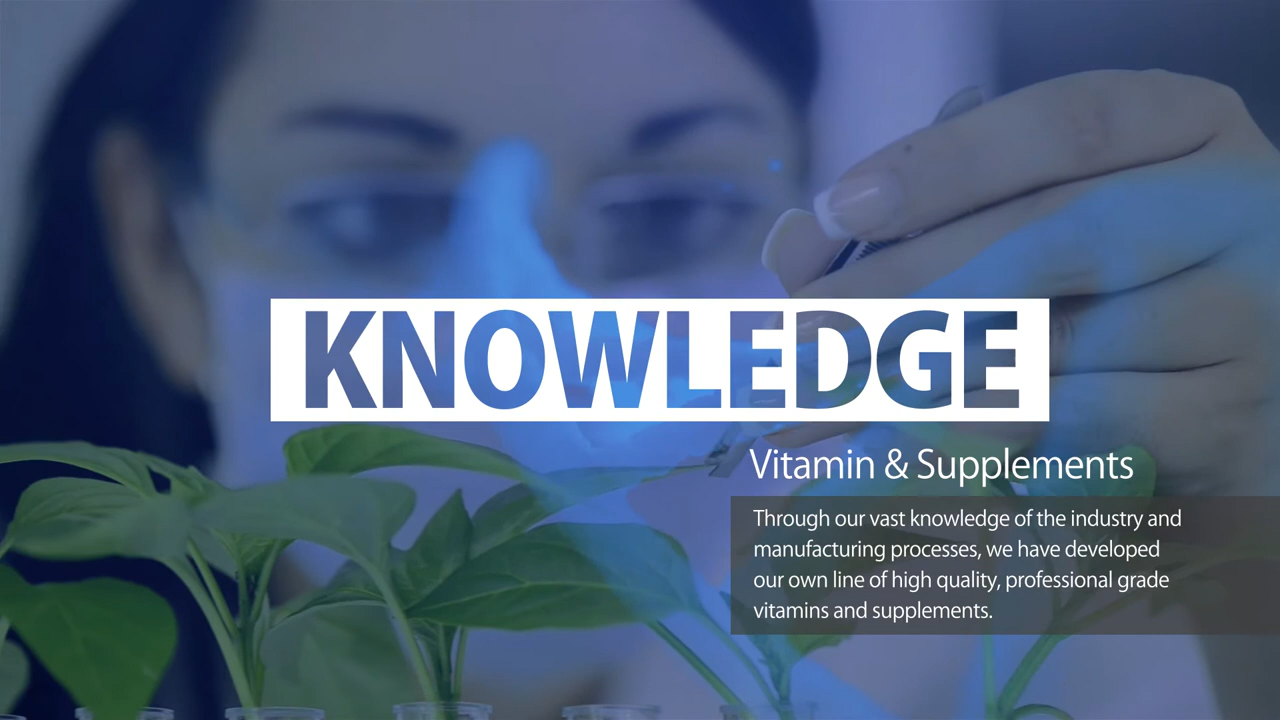 KNOWLEDGE
Vitamin & Supplements
Through our vast knowledge of the industry and
manufacturing processes, we have developed
our own line of high quality, professional grade
vitamins and supplements.